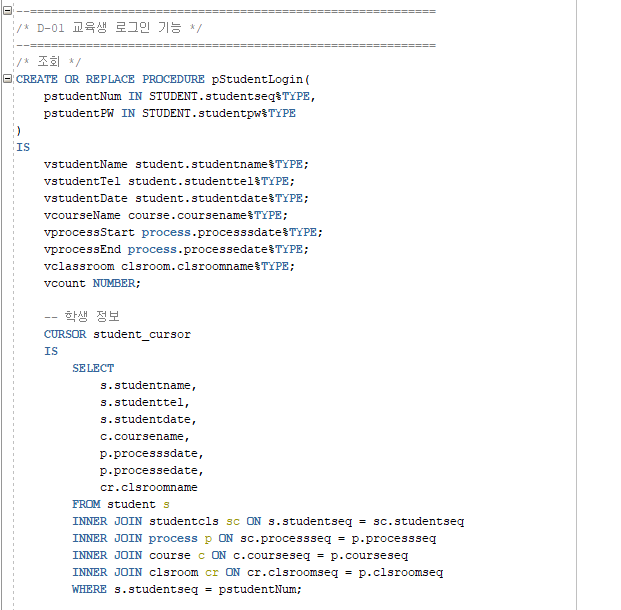 --==========================================================
/* D-01 교육생 로그인 기능 */
--==========================================================
/* 조회 */
CREATE OR REPLACE PROCEDURE pStudentLogin(
    pstudentNum IN STUDENT.studentseq%TYPE,
    pstudentPW IN STUDENT.studentpw%TYPE
)
IS
    vstudentName student.studentname%TYPE;
    vstudentTel student.studenttel%TYPE;
    vstudentDate student.studentdate%TYPE;
    vcourseName course.coursename%TYPE;
    vprocessStart process.processsdate%TYPE;
    vprocessEnd process.processedate%TYPE;
    vclassroom clsroom.clsroomname%TYPE;
    vcount NUMBER;

    -- 학생 정보
    CURSOR student_cursor
    IS
        SELECT
            s.studentname,
            s.studenttel,
            s.studentdate,
            c.coursename,
            p.processsdate,
            p.processedate,
            cr.clsroomname
        FROM student s
        INNER JOIN studentcls sc ON s.studentseq = sc.studentseq
        INNER JOIN process p ON sc.processseq = p.processseq
        INNER JOIN course c ON c.courseseq = p.courseseq
        INNER JOIN clsroom cr ON cr.clsroomseq = p.clsroomseq
        WHERE s.studentseq = pstudentNum;